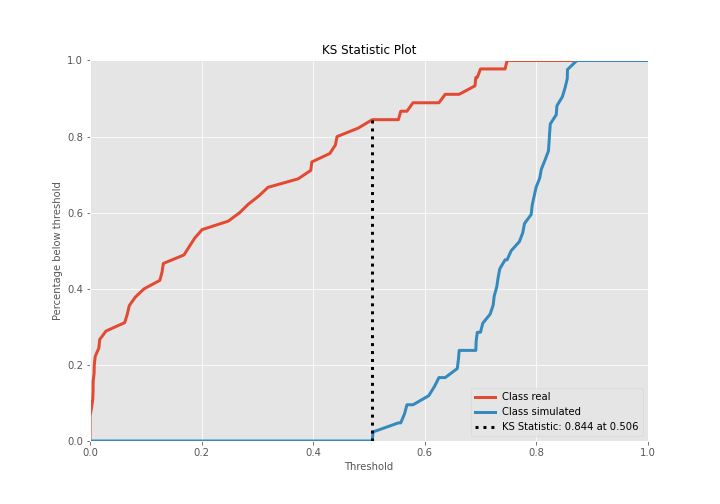 KS Statistic Plot
1.0
0.8
0.6
0.4
0.2
0.0
Percentage below threshold
0.0 0.2 0.4 0.6 0.8 1.0
Threshold
Class real
Class simulated
KS Statistic: 0.844 at 0.506